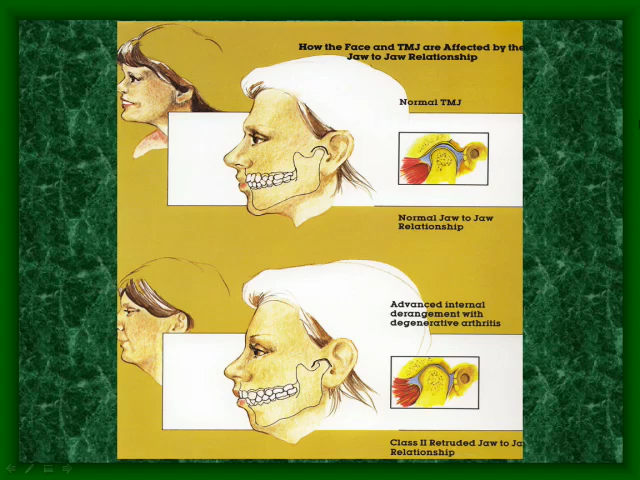 How the Face and TMJ are Affected by the
Jaw to Jaw Relationship
Normal TMJ
Normal Jaw to Jaw
Relationship
Advanced internal
derangement with
degenerative arthritis
Class II Retruded Jaw to Ja
Relationship